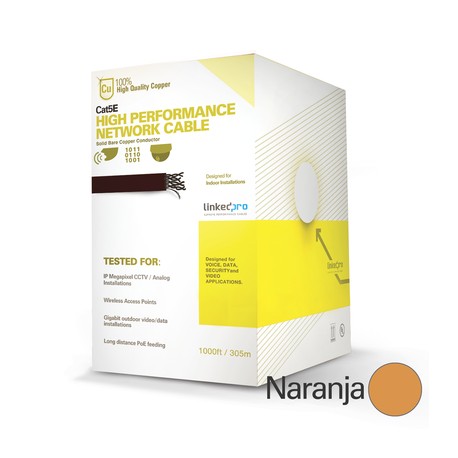 Cu
100%
High Quality Copper
Cat5E
HIGH PERFORMANCE
NETWORK CABLE
Solid Bare Copper Conductor
1011
0110
1001
Designed for
Indoor Installations
linkedpro
TESTED FOR:
IP Megapixel CCTV / Analog
Installations
Wireless Access Points
Gigabit outdoor video/data
installations
Long distance PoE feeding
Designed for
VOICE, DATA,
SECURITY and
VIDEO
APPLICATIONS.
1000ft / 305m
linkedpro
Naranja